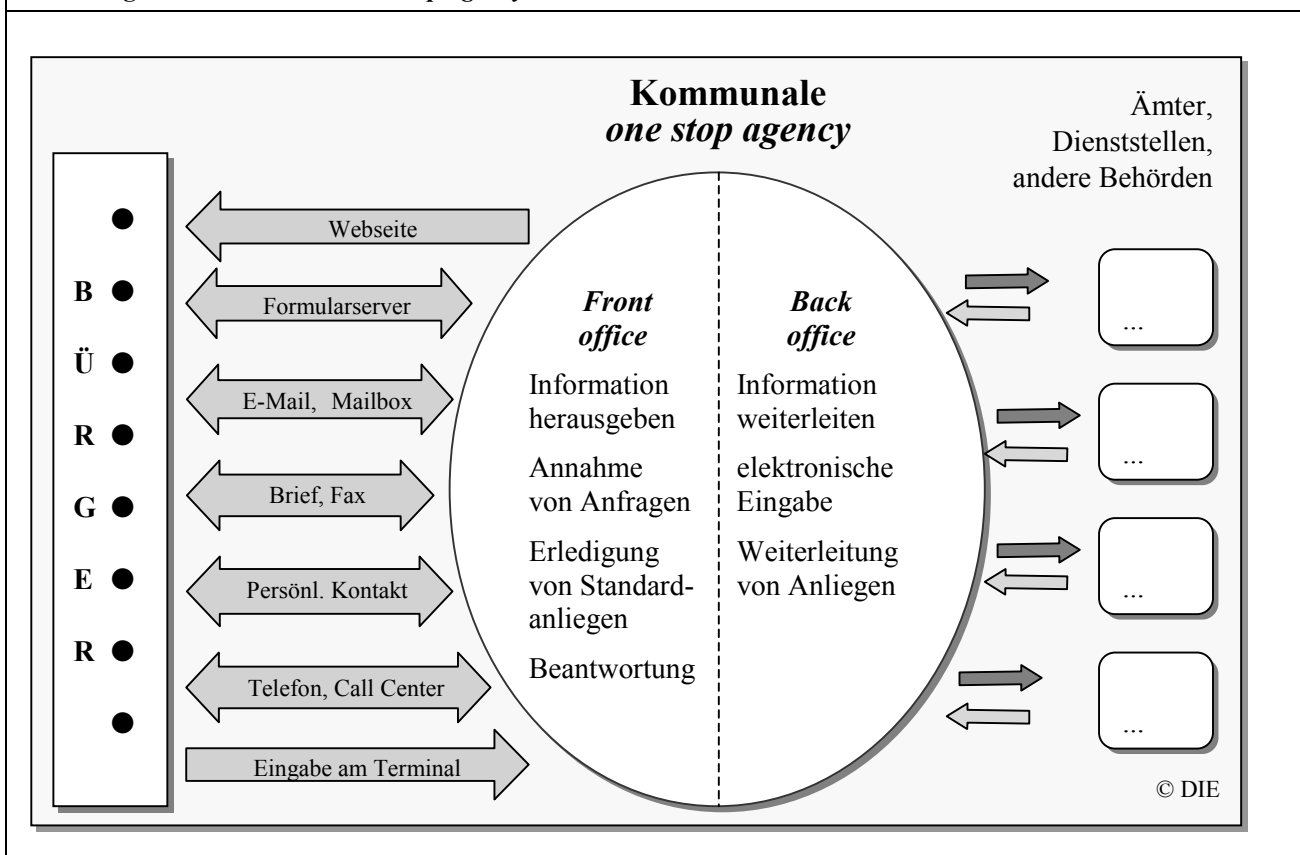 Kommunale
one stop agency
Ämter,
Dienststellen,
andere Behörden
B
Ü
R
G
E
R
Webseite
Formularserver
E-Mail, Mailbox
Brief, Fax
Persönl. Kontakt
Telefon, Call Center
Eingabe am Terminal
Front
office
Information
herausgeben
Annahme
von Anfragen
Erledigung
von Standard-
anliegen
Beantwortung
Back
office
Information
weiterleiten
elektronische
Eingabe
Weiterleitung
von Anliegen
...
...
...
...
© DIE